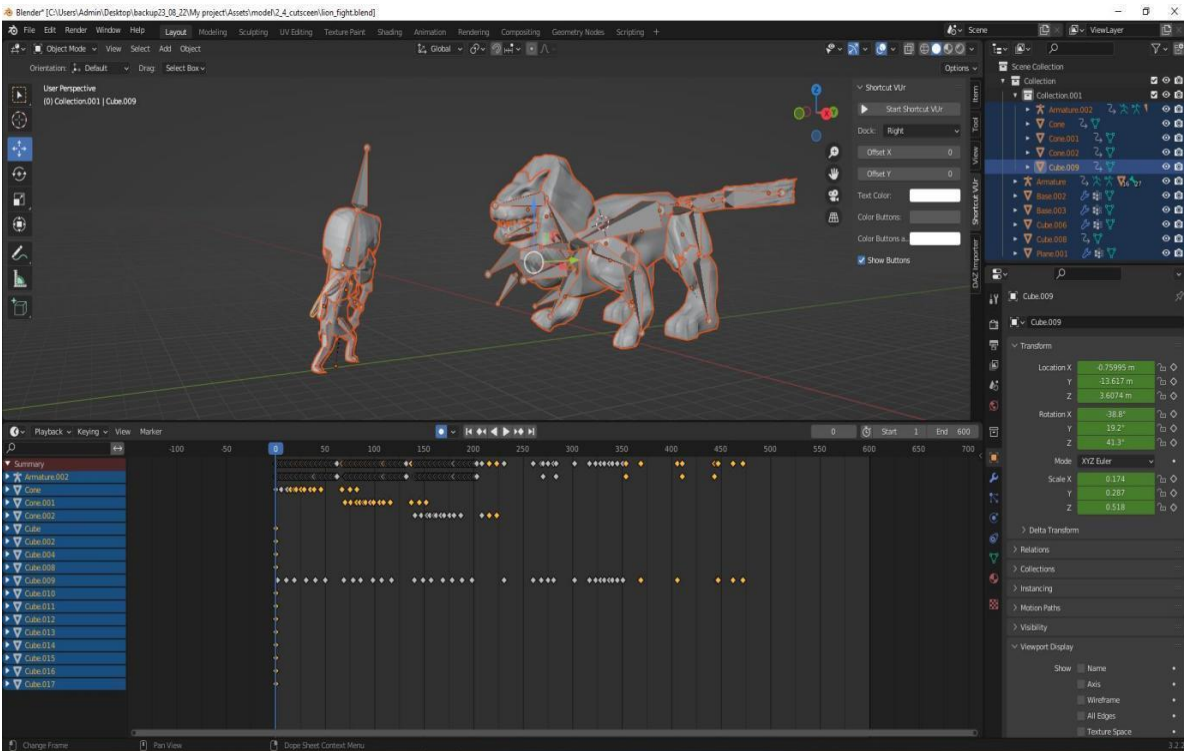 Blender* [C:\Users\Admin\Desktop\backup23_08_22\My project\Assets\model\2_4_cutsceen\lion_fight.blend]
File Edit Render Window Help Layout Modeling Sculpting UV Editing Texture Paint Shading Animation Rendering Compositing Geometry Nodes Scripting + Scene ViewLayer
Object Mode View Select Add Object Global
Orientation: Default Drag: Select Box Options
User Perspective
(0) Collection.001 | Cube.009
Z
X
Shortcut VUr
Start Shortcut VUr
Dock: Right
Offset X 0
Offset Y 0
Text Color:
Color Buttons:
Color Buttons a..
Show Buttons
Item
Tool
View
Shortcut VUr
DAZ Importer
Scene Collection
Collection
Collection.001
Armature.002
Cone
Cone.001
Cone.002
Cube.009
Armature
Base.002
Base.003
Cube.006
Cube.008
Plane.001
Cube.009
Cube.009
Transform
Location X -0.75995 m
Y -13.617 m
Z 3.6074 m
Rotation X -38.8°
Y 19.2°
Z 41.3°
Mode XYZ Euler
Scale X 0.174
Y 0.287
Z 0.518
Delta Transform
Relations
Collections
Instancing
Motion Paths
Visibility
Viewport Display
Show Name
Axis
Wireframe
All Edges
Texture Space
Playback Keying View Marker 0 Start 1 End 600
-100 -50 0 50 100 150 200 250 300 350 400 450 500 550 600 650 700
Summary
Armature.002
Cone
Cone.001
Cone.002
Cube
Cube.002
Cube.004
Cube.008
Cube.009
Cube.010
Cube.011
Cube.012
Cube.013
Cube.014
Cube.015
Cube.016
Cube.017
Change Frame Pan View Dope Sheet Context Menu